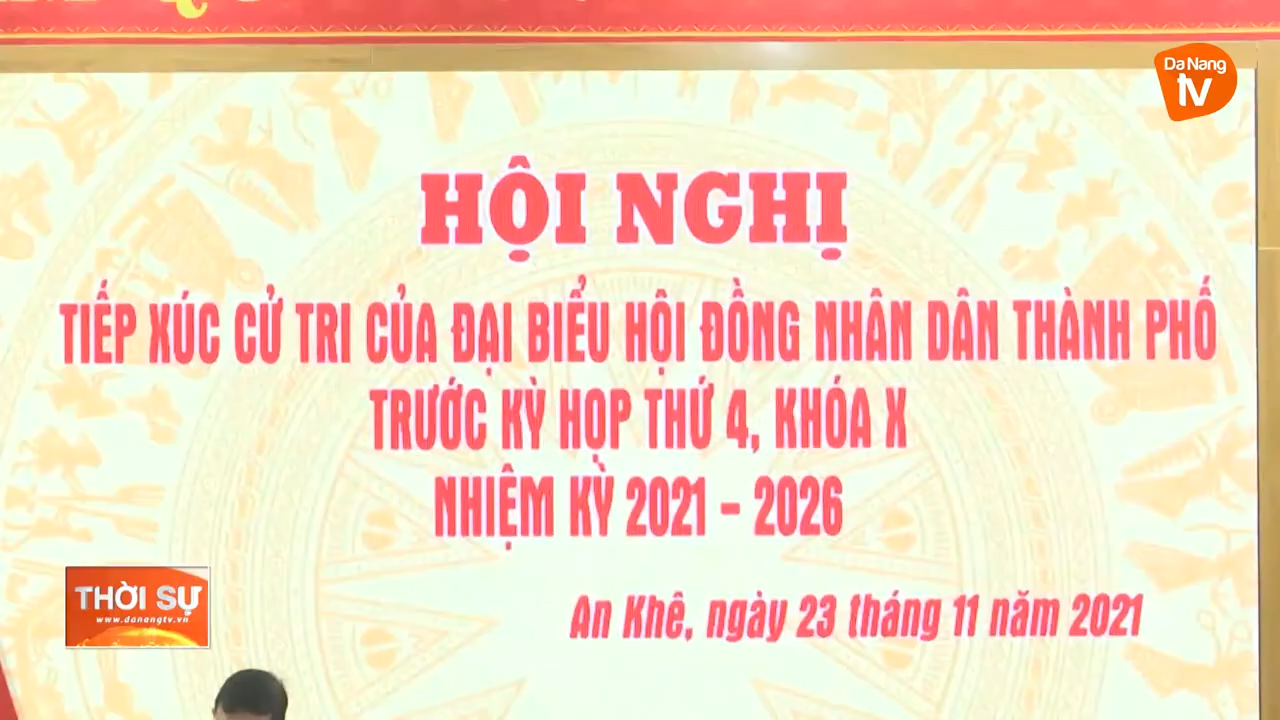 Da Nang
tv
HỘI NGHỊ
TIẾP XÚC CỬ TRI CỦA ĐẠI BIỂU HỘI ĐỒNG NHÂN DÂN THÀNH PHỐ
TRƯỚC KỲ HỌP THỨ 4, KHÓA X
NHIỆM KỲ 2021 - 2026
An Khê, ngày 23 tháng 11 năm 2021
THỜI SỰ
www.danangtv.vn